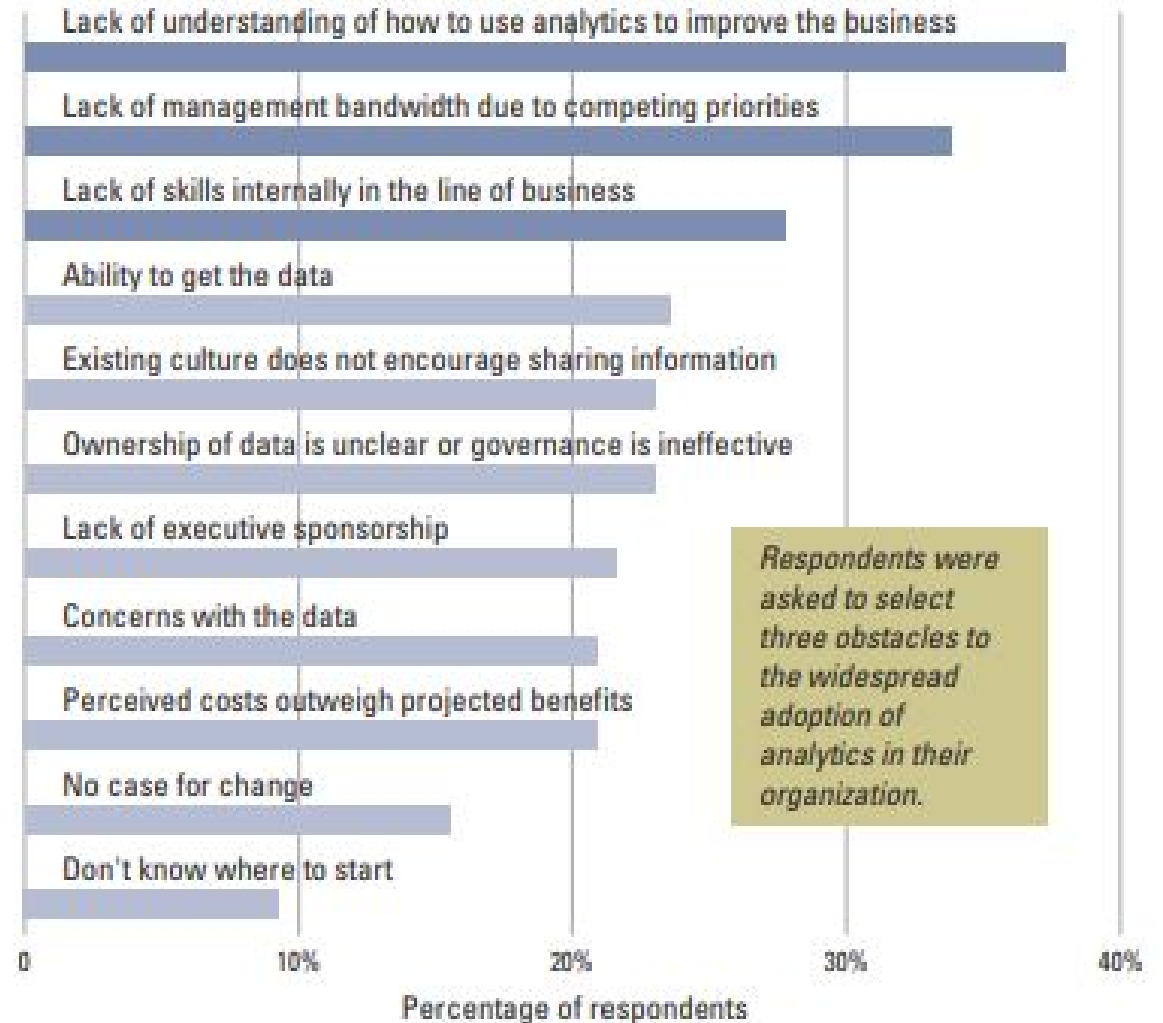 Lack of understanding of how to use analytics to improve the business
Lack of management bandwidth due to competing priorities
Lack of skills internally in the line of business
Ability to get the data
Existing culture does not encourage sharing information
Ownership of data is unclear or governance is ineffective
Lack of executive sponsorship
Concerns with the data
Perceived costs outweigh projected benefits
No case for change
Don't know where to start
Respondents were
asked to select
three obstacles to
the widespread
adoption of
analytics in their
organization.
0 10% 20% 30% 40%
Percentage of respondents